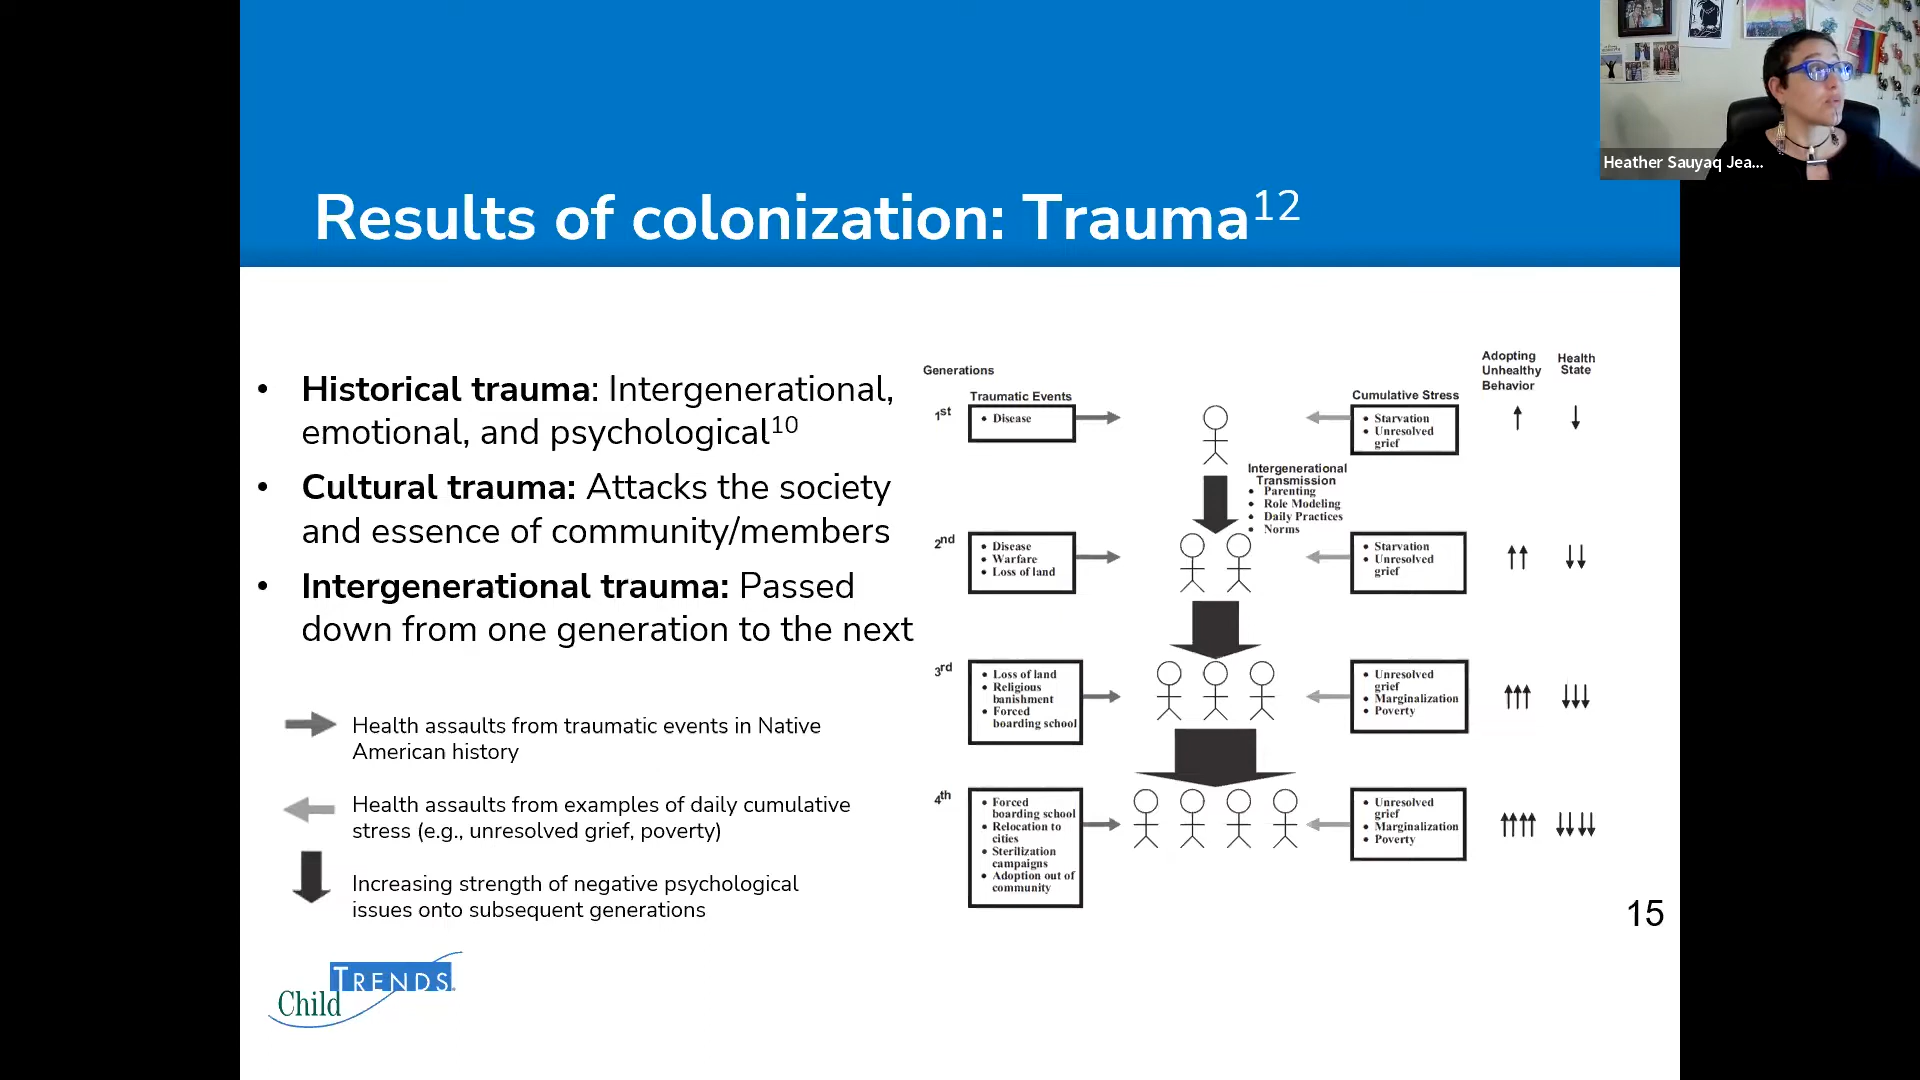 Heather Sauyaq Jea...
Results of colonization: Trauma12
• Historical trauma: Intergenerational,
emotional, and psychological10
• Cultural trauma: Attacks the society
and essence of community/members
• Intergenerational trauma: Passed
down from one generation to the next
Health assaults from traumatic events in Native
American history
Health assaults from examples of daily cumulative
stress (e.g., unresolved grief, poverty)
Increasing strength of negative psychological
issues onto subsequent generations
Generations
Traumatic Events
Cumulative Stress
Adopting
Unhealthy
Behavior
Health
State
1st
• Disease
• Starvation
• Unresolved
grief
Intergenerational
Transmission
• Parenting
• Role Modeling
• Daily Practices
• Norms
2nd
• Disease
• Warfare
• Loss of land
• Starvation
• Unresolved
grief
3rd
• Loss of land
• Religious
banishment
• Forced
boarding school
• Unresolved
grief
• Marginalization
• Poverty
4th
• Forced
boarding school
• Relocation to
cities
• Sterilization
campaigns
• Adoption out of
community
• Unresolved
grief
• Marginalization
• Poverty
15
Child
TRENDS